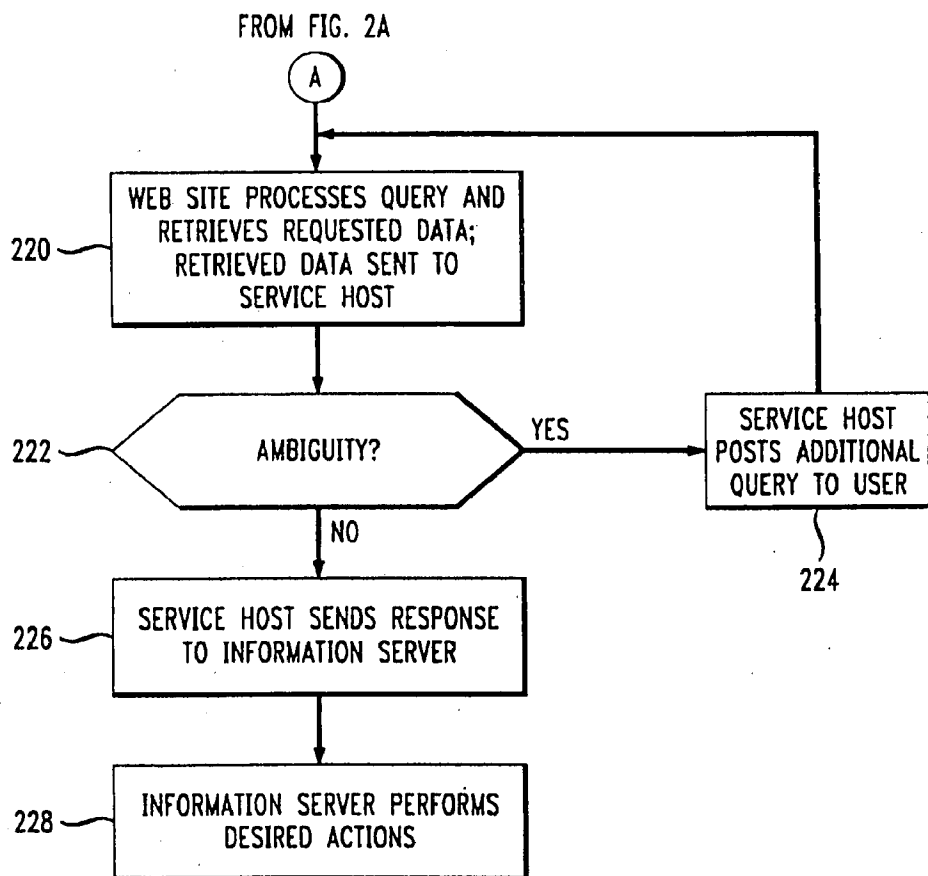 FROM FIG. 2A
A
WEB SITE PROCESSES QUERY AND
RETRIEVES REQUESTED DATA;
RETRIEVED DATA SENT TO
SERVICE HOST
220
AMBIGUITY?
222
YES
SERVICE HOST
POSTS ADDITIONAL
QUERY TO USER
224
NO
SERVICE HOST SENDS RESPONSE
TO INFORMATION SERVER
226
INFORMATION SERVER PERFORMS
DESIRED ACTIONS
228